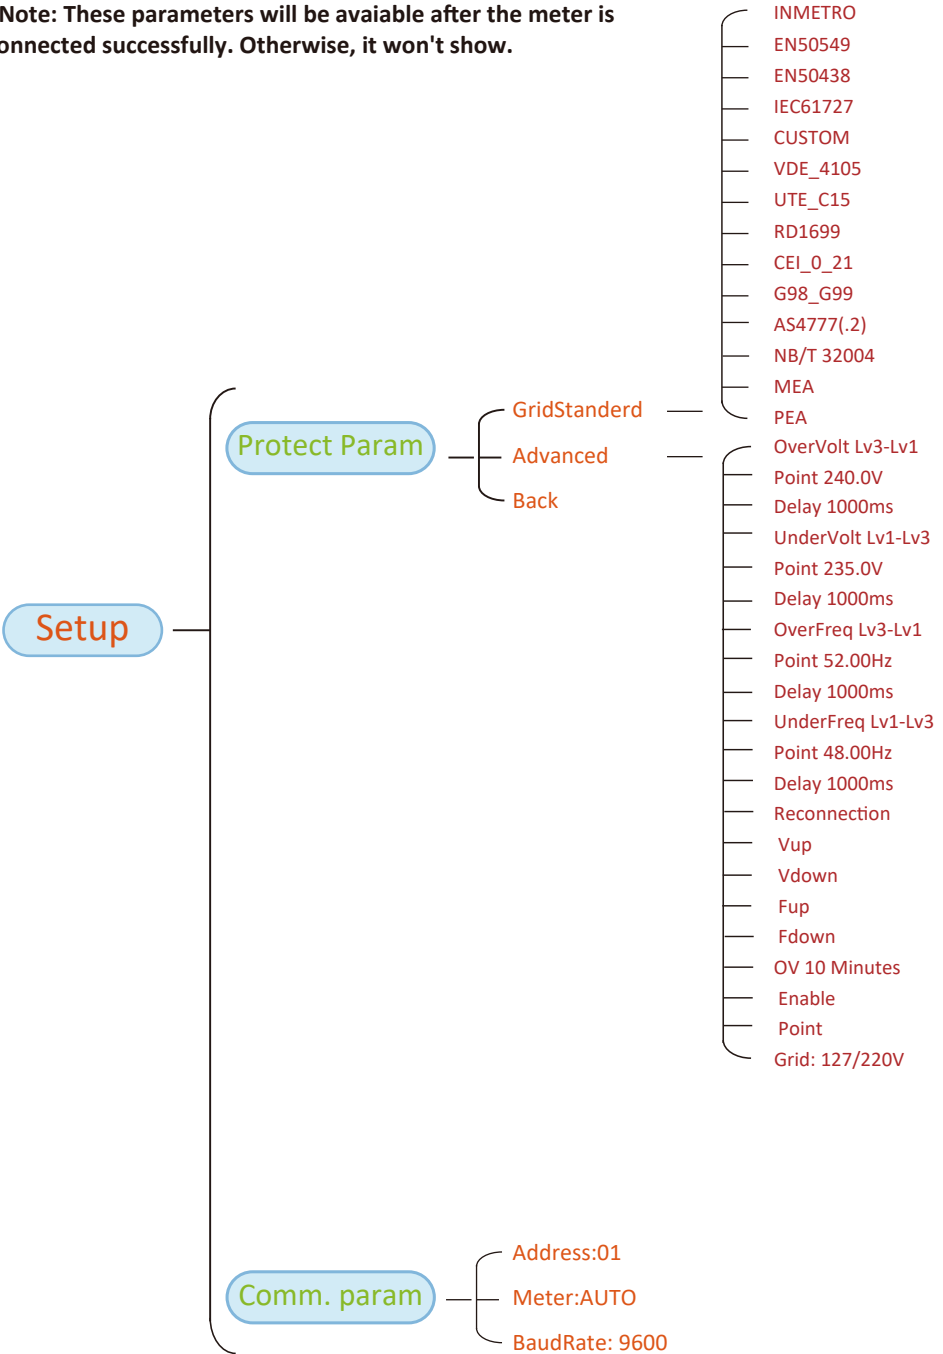 Note: These parameters will be avaiable after the meter is
onnected successfully. Otherwise, it won't show.
Setup
Protect Param
GridStanderd
INMETRO
EN50549
EN50438
IEC61727
CUSTOM
VDE_4105
UTE_C15
RD1699
CEI_0_21
G98_G99
AS4777(.2)
NB/T 32004
MEA
PEA
Advanced
OverVolt Lv3-Lv1
Point 240.0V
Delay 1000ms
UnderVolt Lv1-Lv3
Point 235.0V
Delay 1000ms
OverFreq Lv3-Lv1
Point 52.00Hz
Delay 1000ms
UnderFreq Lv1-Lv3
Point 48.00Hz
Delay 1000ms
Reconnection
Vup
Vdown
Fup
Fdown
OV 10 Minutes
Enable
Point
Grid: 127/220V
Back
Comm. param
Address:01
Meter:AUTO
BaudRate: 9600